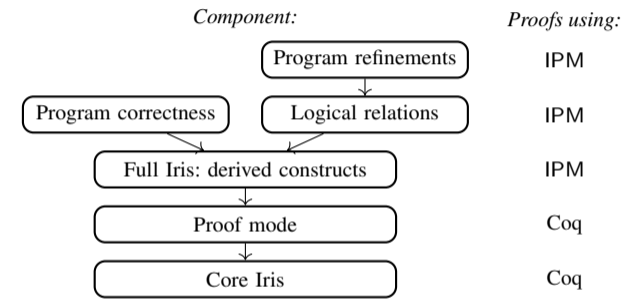 Component: Proofs using:
Program refinements IPM
Program correctness Logical relations IPM
Full Iris: derived constructs IPM
Proof mode Coq
Core Iris Coq